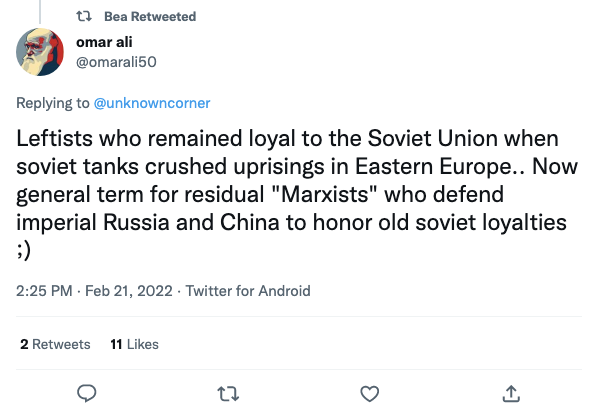 Bea Retweeted
omar ali
@omarali50
Replying to @unknowncorner
Leftists who remained loyal to the Soviet Union when
soviet tanks crushed uprisings in Eastern Europe.. Now
general term for residual "Marxists" who defend
imperial Russia and China to honor old soviet loyalties
;)
2:25 PM · Feb 21, 2022 · Twitter for Android
2 Retweets 11 Likes